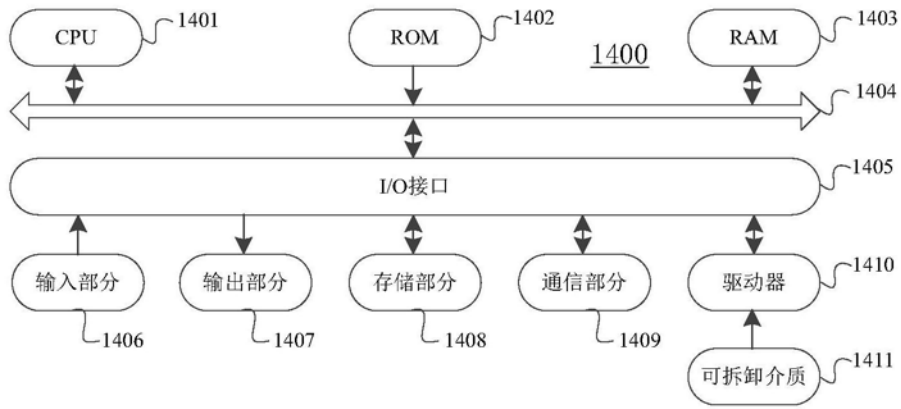 1401
1402
1403
CPU
ROM
RAM
1400
1404
I/O接口
1405
输入部分
输出部分
存储部分
通信部分
驱动器
1410
1406
1407
1408
1409
可拆卸介质
1411